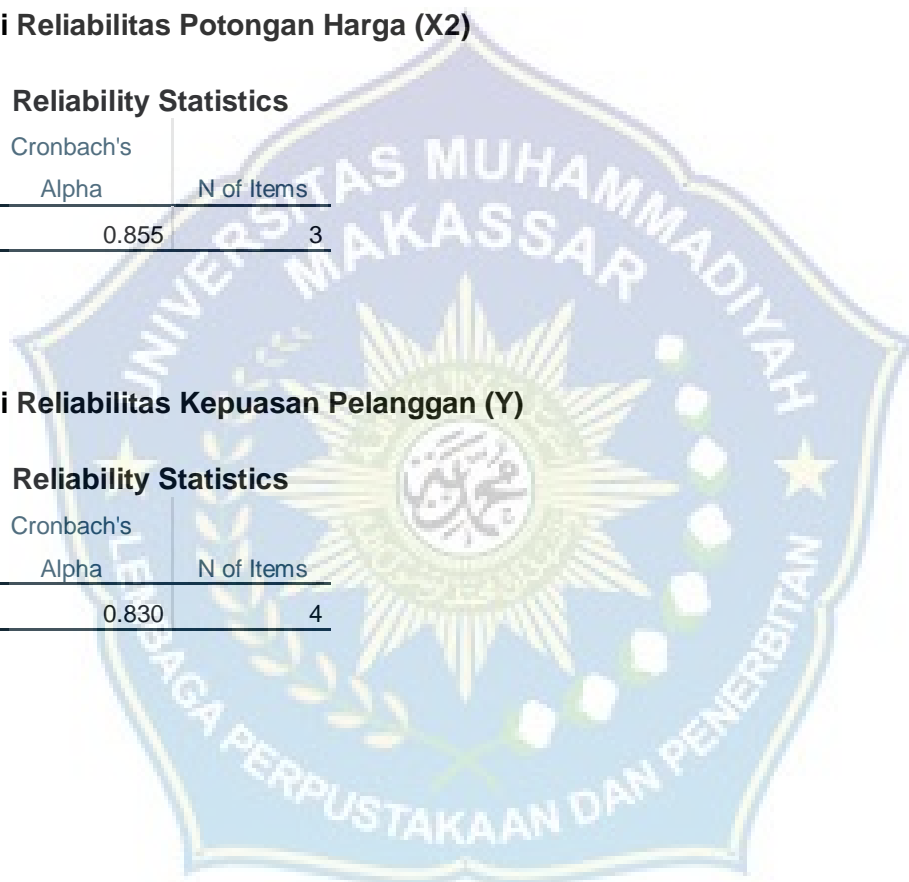 i Reliabilitas Potongan Harga (X2)
Reliability Statistics
Cronbach's
Alpha N of Items
0.855 3
i Reliabilitas Kepuasan Pelanggan (Y)
Reliability Statistics
Cronbach's
Alpha N of Items
0.830 4
UNIVERSITAS MUHAMMADIYAH
MAKASSAR
LEMBAGA PERPUSTAKAAN DAN PENERBITAN